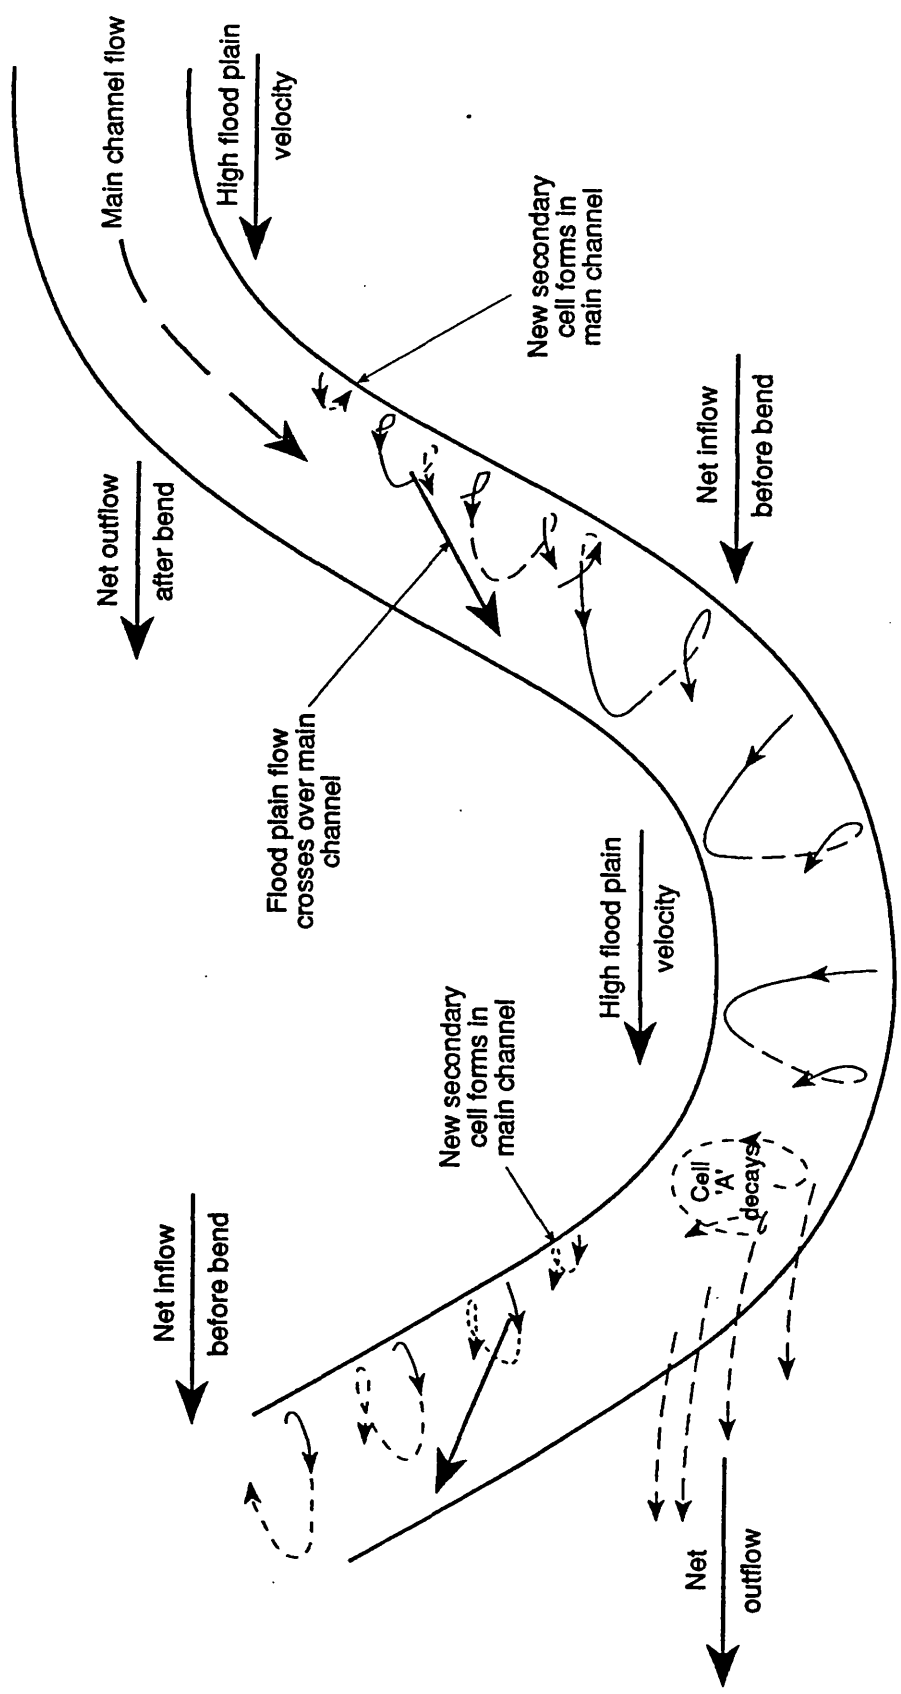 Main channel flow
High flood plain
velocity
Net outflow
after bend
New secondary
cell forms in
main channel
Net inflow
before bend
Flood plain flow
crosses over main
channel
High flood plain
velocity
New secondary
cell forms in
main channel
Cell
'A'
decays
Net inflow
before bend
Net
outflow